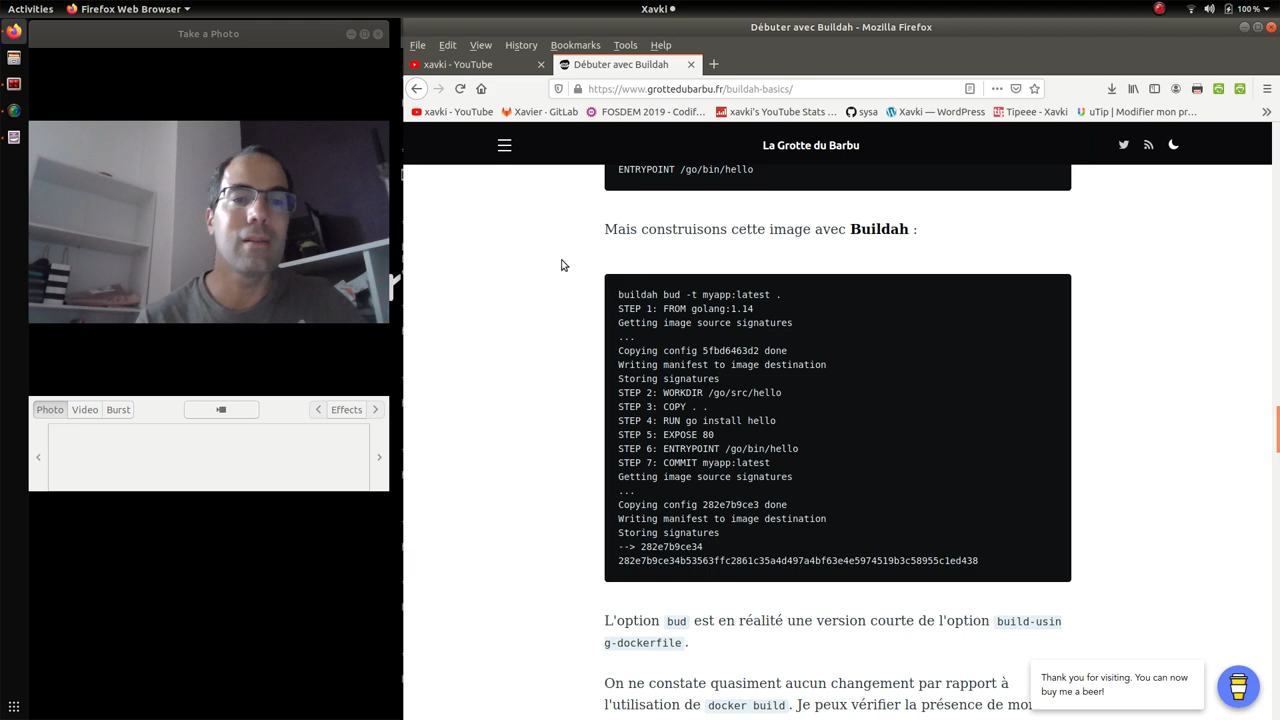 Activities
Firefox Web Browser
Xavki
100 %
Take a Photo
Débuter avec Buildah - Mozilla Firefox
File Edit View History Bookmarks Tools Help
xavki - YouTube
Débuter avec Buildah
https://www.grottedubarbu.fr/buildah-basics/
xavki - YouTube
Xavier - GitLab
FOSDEM 2019 - Codif…
xavki's YouTube Stats …
sysa
Xavki — WordPress
Tipeee - Xavki
uTip | Modifier mon pr…
La Grotte du Barbu
ENTRYPOINT /go/bin/hello
Mais construisons cette image avec Buildah :
buildah bud -t myapp:latest .
STEP 1: FROM golang:1.14
Getting image source signatures
...
Copying config 5fbd6463d2 done
Writing manifest to image destination
Storing signatures
STEP 2: WORKDIR /go/src/hello
STEP 3: COPY . .
STEP 4: RUN go install hello
STEP 5: EXPOSE 80
STEP 6: ENTRYPOINT /go/bin/hello
STEP 7: COMMIT myapp:latest
Getting image source signatures
...
Copying config 282e7b9ce3 done
Writing manifest to image destination
Storing signatures
--> 282e7b9ce34
282e7b9ce34b53563ffc2861c35a4d497a4bf63e4e5974519b3c58955c1ed438
Photo Video Burst
Effects
L'option bud est en réalité une version courte de l'option build-usin
g-dockerfile.
On ne constate quasiment aucun changement par rapport à
l'utilisation de docker build. Je peux vérifier la présence de mo
Thank you for visiting. You can now
buy me a beer!